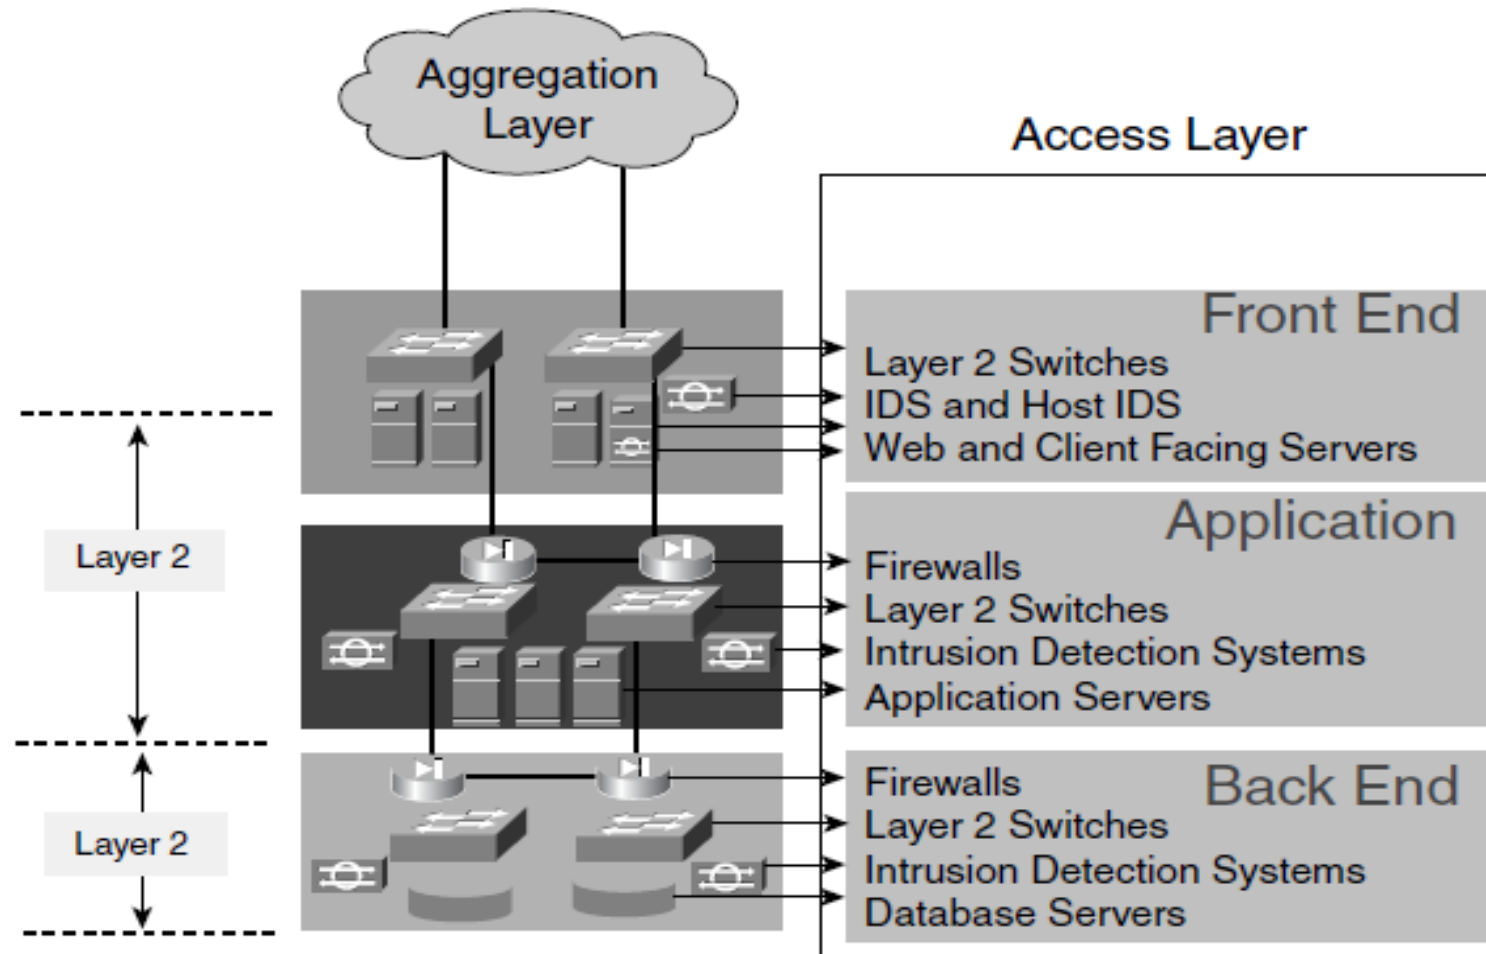 Aggregation
Layer
Access Layer
Front End
Layer 2 Switches
IDS and Host IDS
Web and Client Facing Servers
Layer 2
Application
Firewalls
Layer 2 Switches
Intrusion Detection Systems
Application Servers
Layer 2
Back End
Firewalls
Layer 2 Switches
Intrusion Detection Systems
Database Servers